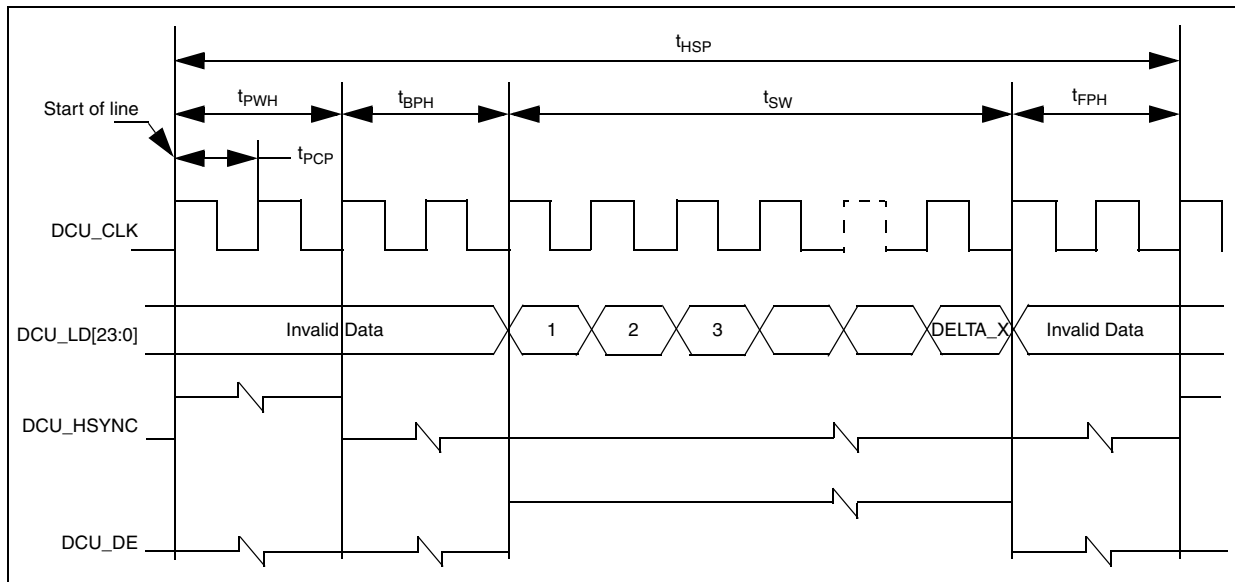 tHSP
tPWH
tBPH
tSW
tFPH
Start of line
tPCP
DCU_CLK
DCU_LD[23:0]
Invalid Data
1
2
3
DELTA_X
Invalid Data
DCU_HSYNC
DCU_DE